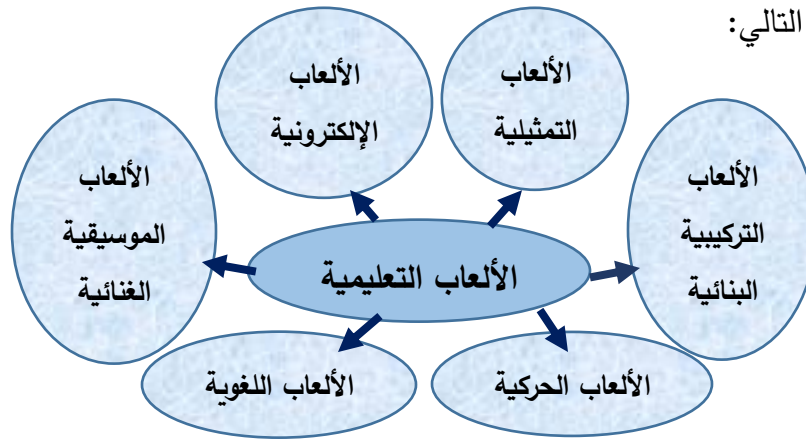 التالي:
الألعاب
التمثيلية
الألعاب
الإلكترونية
الألعاب
التركيبية
البنائية
الألعاب
الموسيقية
الغنائية
الألعاب التعليمية
الألعاب الحركية
الألعاب اللغوية